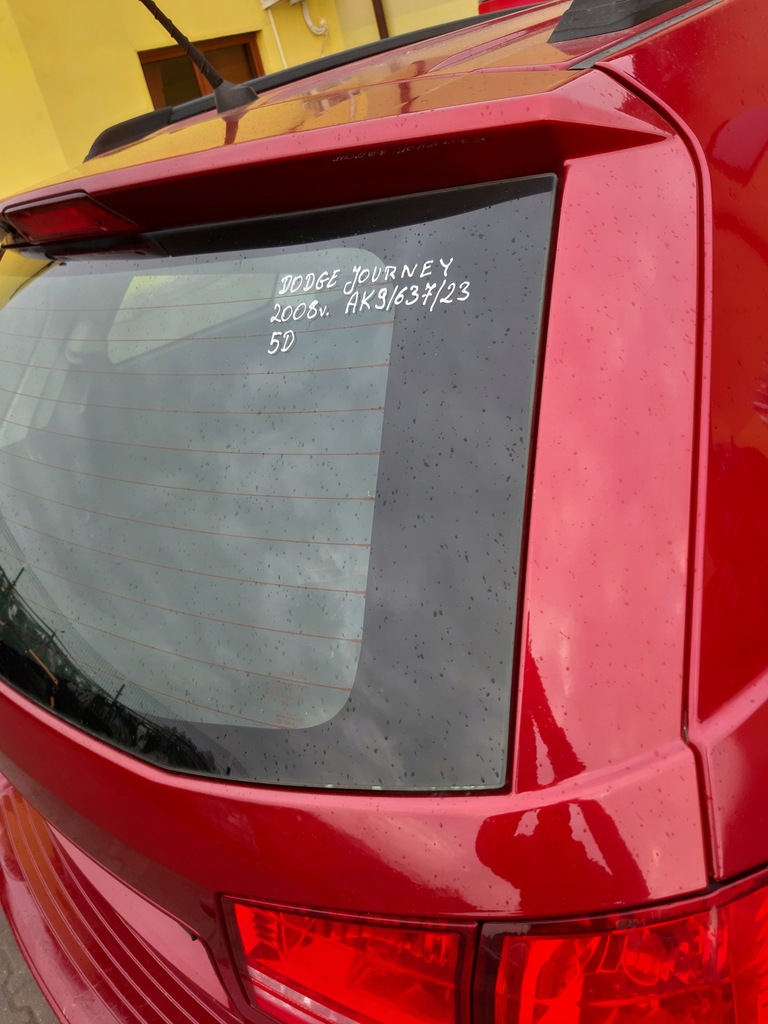 DODGE JOURNEY
2008v. AK9/637/23
5D